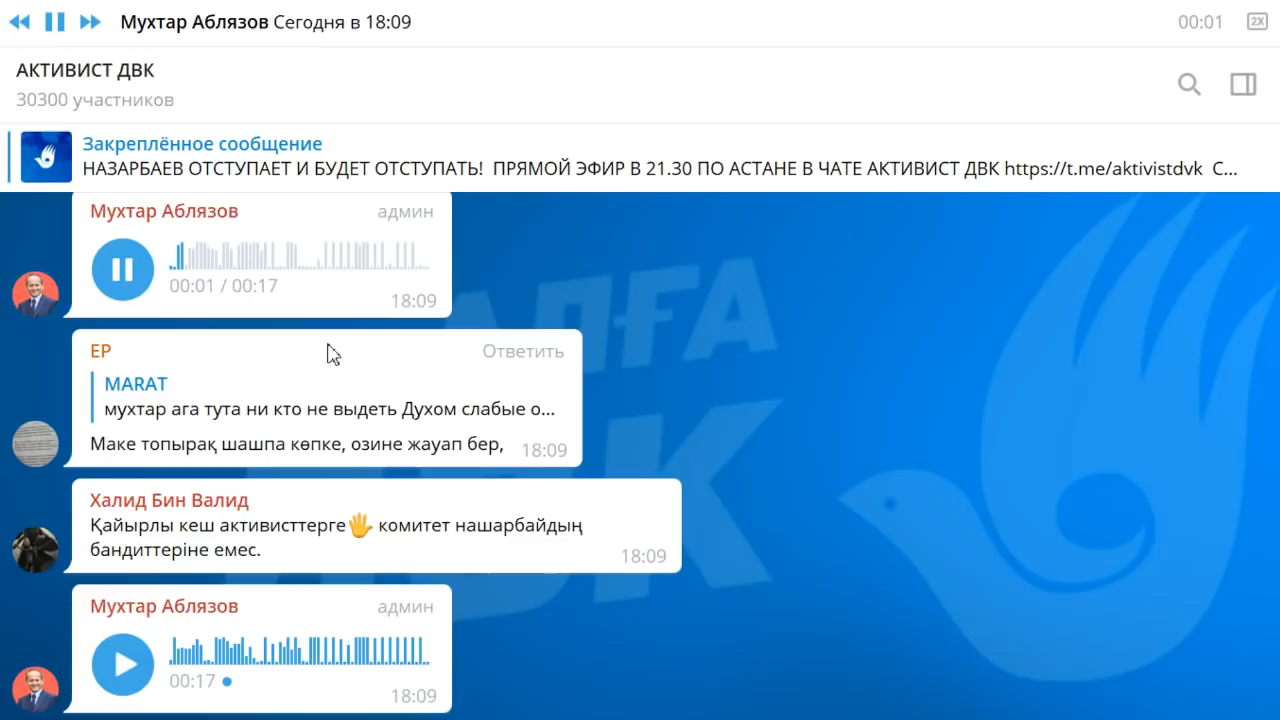 Мухтар Аблязов Сегодня в 18:09
00:01
2X
АКТИВИСТ ДВК
30300 участников
Закреплённое сообщение
НАЗАРБАЕВ ОТСТУПАЕТ И БУДЕТ ОТСТУПАТЬ! ПРЯМОЙ ЭФИР В 21.30 ПО АСТАНЕ В ЧАТЕ АКТИВИСТ ДВК https://t.me/aktivistdvk С...
Мухтар Аблязов админ
00:01 / 00:17
18:09
ЕР Ответить
MARAT
мухтар ага тута ни кто не выдеть Духом слабые о...
Маке топырақ шашпа көпке, озине жауап бер, 18:09
Халид Бин Валид
Қайырлы кеш активисттерге🖐 комитет нашарбайдың
бандиттеріне емес.
18:09
Мухтар Аблязов админ
00:17
18:09
АЛҒА
ДВК